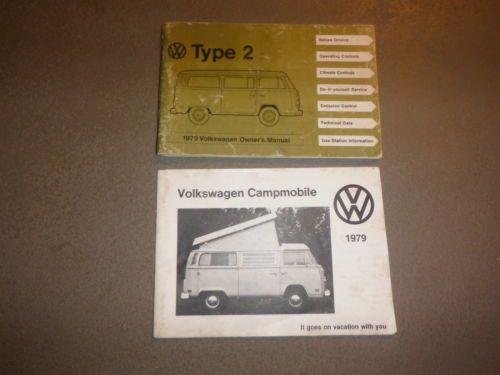 Type 2
1979 Volkswagen Owner's Manual
Before Driving
Operating Controls
Climate Controls
Do-it-yourself Service
Emission Control
Technical Data
Gas Station Information
Volkswagen Campmobile
1979
It goes on vacation with you